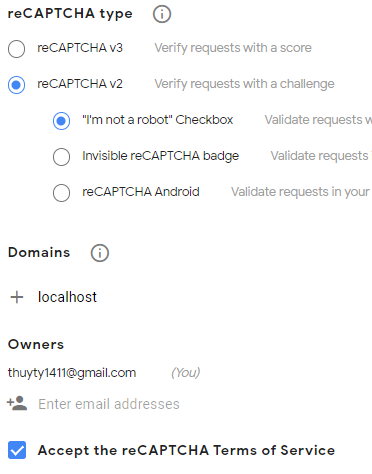 reCAPTCHA type
reCAPTCHA v3 Verify requests with a score
reCAPTCHA v2 Verify requests with a challenge
"I'm not a robot" Checkbox Validate requests w
Invisible reCAPTCHA badge Validate requests
reCAPTCHA Android Validate requests in your
Domains
+ localhost
Owners
thuyty1411@gmail.com (You)
Enter email addresses
Accept the reCAPTCHA Terms of Service